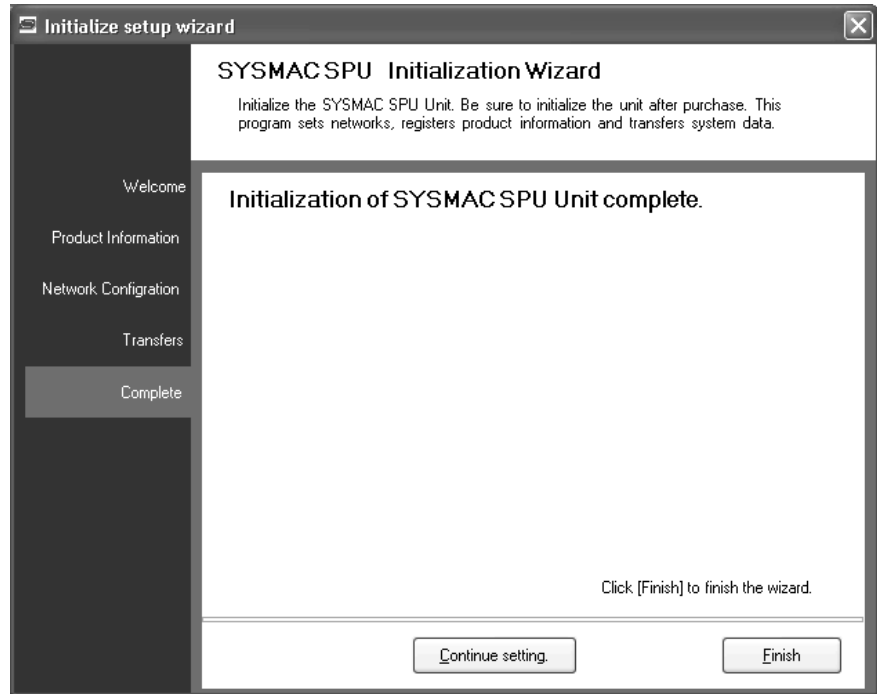 Initialize setup wizard
SYSMAC SPU Initialization Wizard
Initialize the SYSMAC SPU Unit. Be sure to initialize the unit after purchase. This
program sets networks, registers product information and transfers system data.
Welcome
Product Information
Network Configration
Transfers
Complete
Initialization of SYSMAC SPU Unit complete.
Click [Finish] to finish the wizard.
Continue setting.
Finish